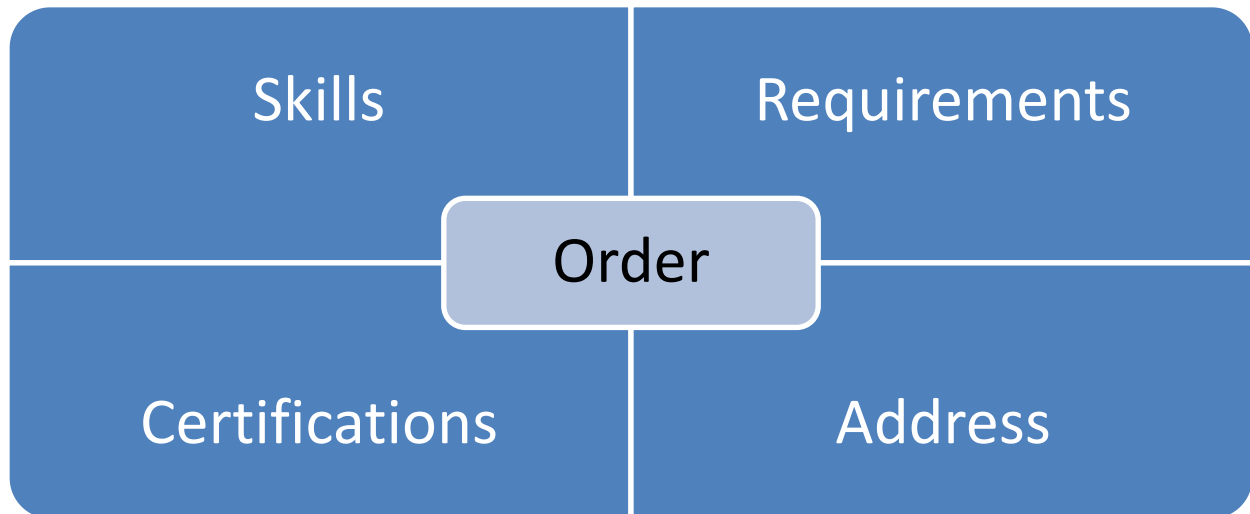 Skills
Requirements
Order
Certifications
Address